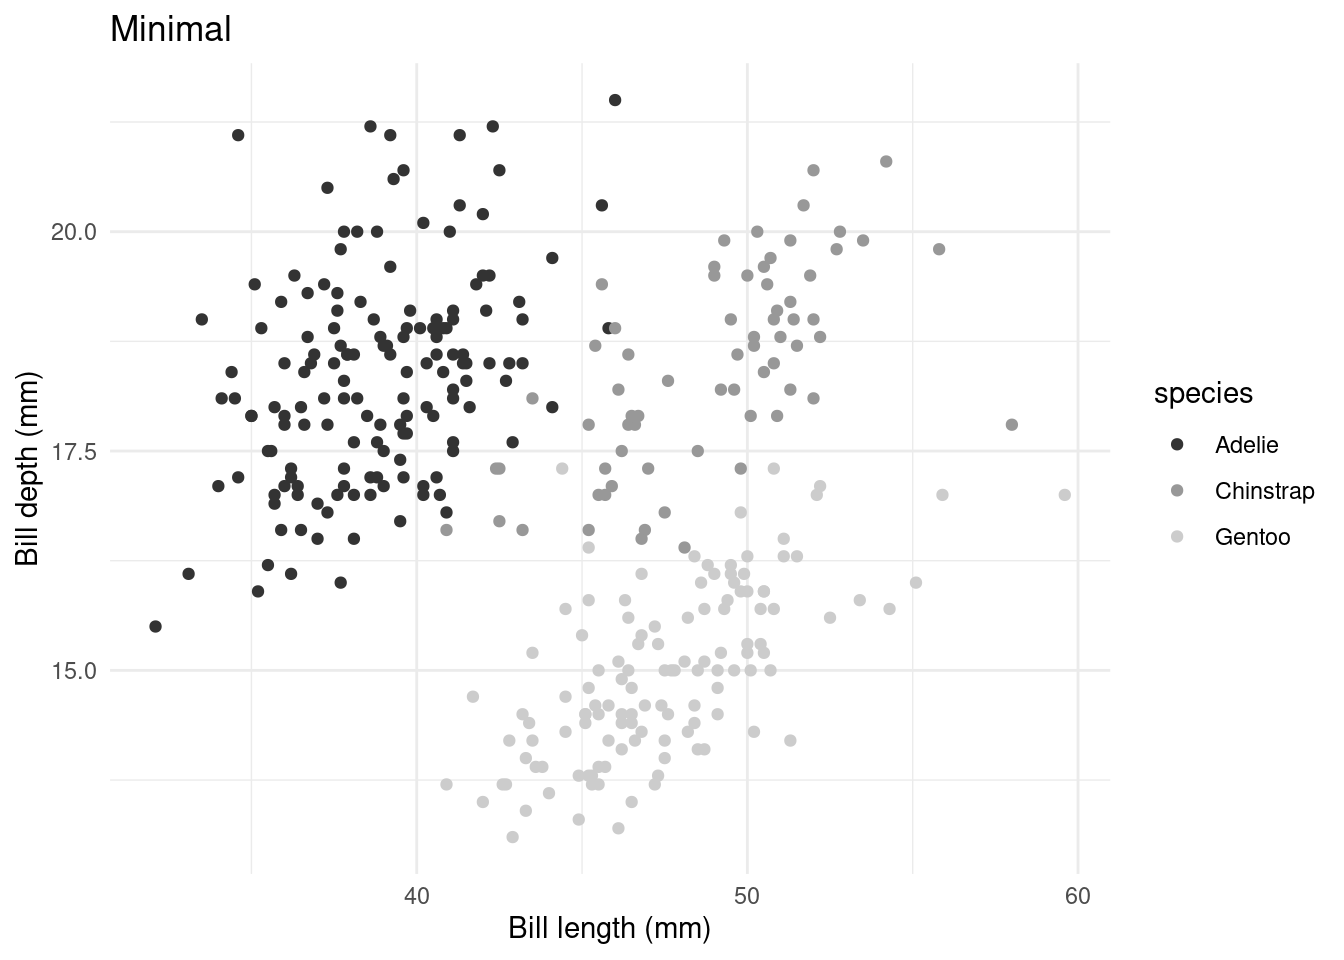 Minimal
20.0
17.5
15.0
Bill depth (mm)
40
50
60
Bill length (mm)
species
Adelie
Chinstrap
Gentoo